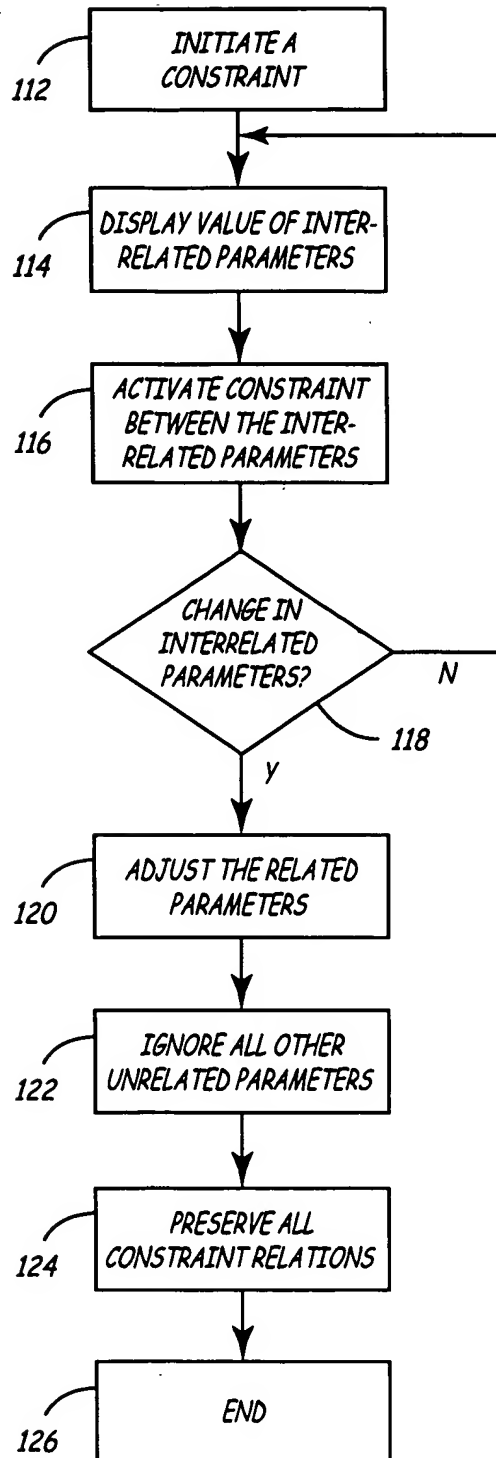 INITIATE A
CONSTRAINT
112
DISPLAY VALUE OF INTER-
RELATED PARAMETERS
114
ACTIVATE CONSTRAINT
BETWEEN THE INTER-
RELATED PARAMETERS
116
CHANGE IN
INTERRELATED
PARAMETERS?
N
118
Y
ADJUST THE RELATED
PARAMETERS
120
IGNORE ALL OTHER
UNRELATED PARAMETERS
122
PRESERVE ALL
CONSTRAINT RELATIONS
124
END
126